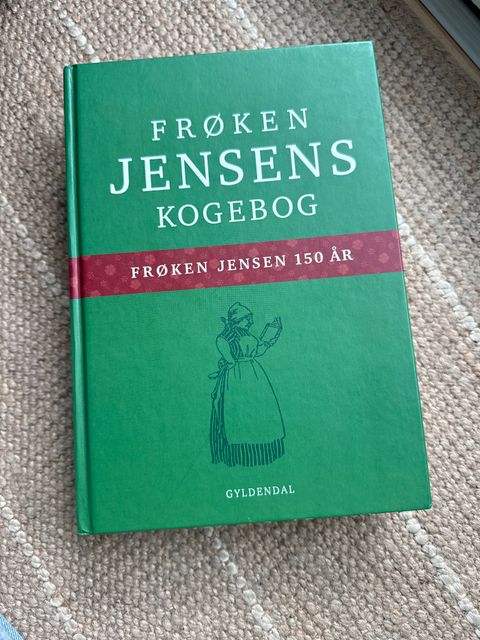 FRØKEN
JENSENS
KOGEBOG
FRØKEN JENSEN 150 ÅR
GYLDENDAL